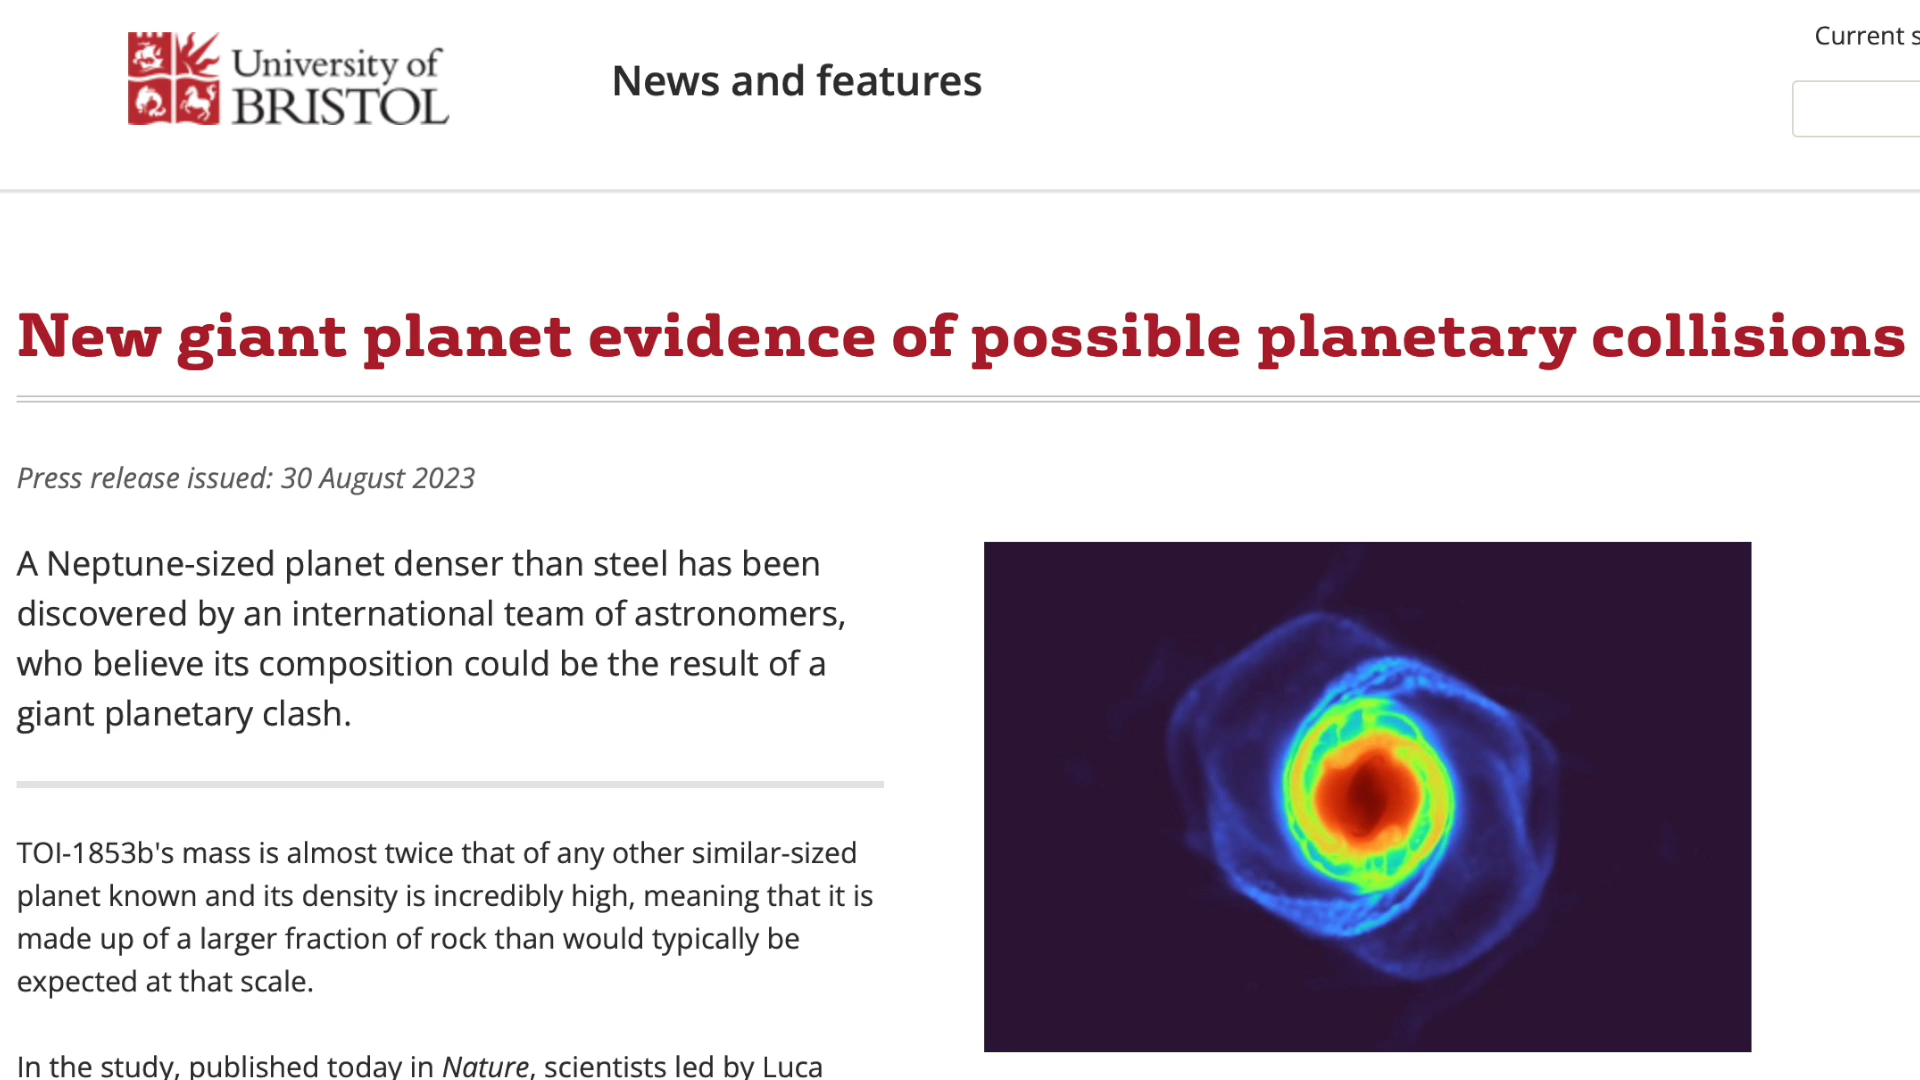 University of
BRISTOL
News and features
Current
New giant planet evidence of possible planetary collisions
Press release issued: 30 August 2023
A Neptune-sized planet denser than steel has been
discovered by an international team of astronomers,
who believe its composition could be the result of a
giant planetary clash.
TOI-1853b's mass is almost twice that of any other similar-sized
planet known and its density is incredibly high, meaning that it is
made up of a larger fraction of rock than would typically be
expected at that scale.
In the study, published today in Nature, scientists led by Luca